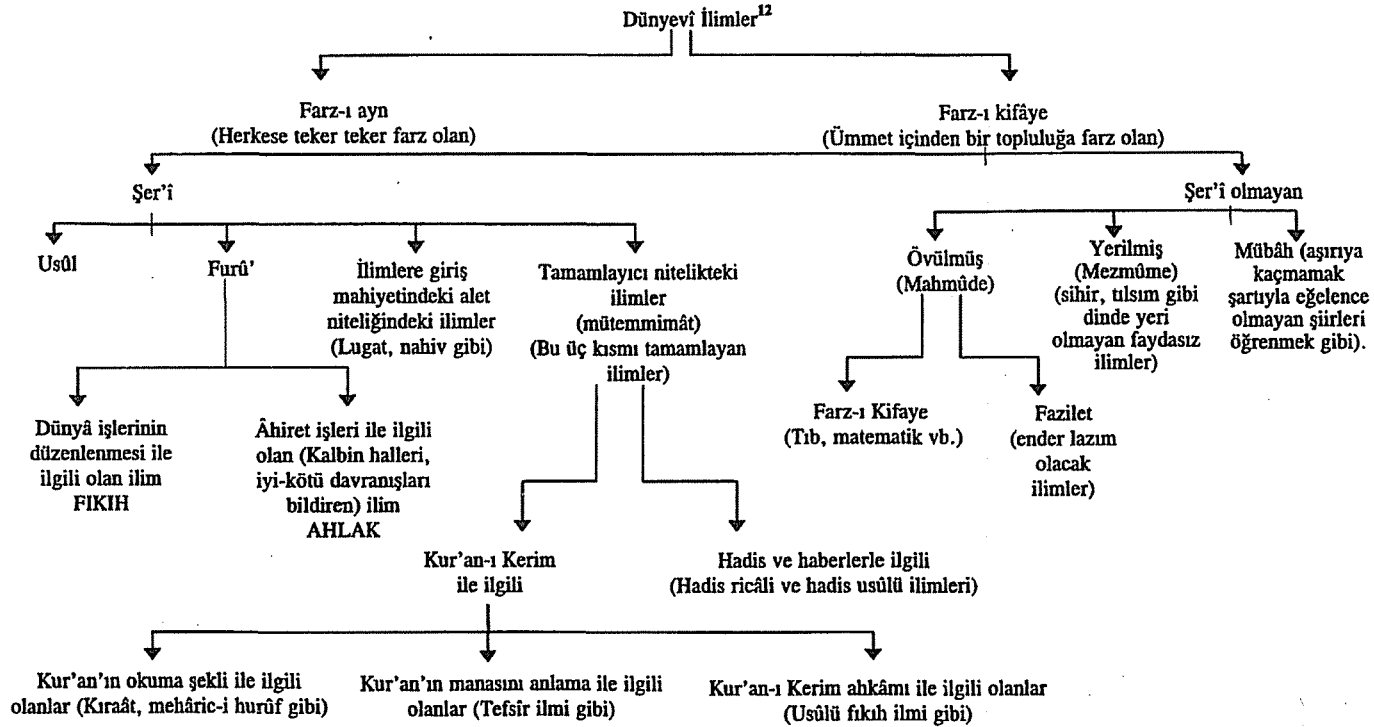 Dünyevî İlimler12
Farz-ı ayn
(Herkese teker teker farz olan)
Farz-ı kifâye
(Ümmet içinden bir topluluğa farz olan)
Şer'î
Şer'î olmayan
Usûl
Furû'
İlimlere giriş
mahiyetindeki alet
niteliğindeki ilimler
(Lugat, nahiv gibi)
Tamamlayıcı nitelikteki
ilimler
(mütemmimât)
(Bu üç kısmı tamamlayan
ilimler)
Övülmüş
(Mahmûde)
Yerilmiş
(Mezmûme)
(sihir, tılsım gibi
dinde yeri
olmayan faydasız
ilimler)
Mübâh (aşırıya
kaçmamak
şartıyla eğelence
olmayan şiirleri
öğrenmek gibi).
Dünyâ işlerinin
düzenlenmesi ile
ilgili olan ilim
FIKIH
Âhiret işleri ile ilgili
olan (Kalbin halleri,
iyi-kötü davranışları
bildiren) ilim
AHLAK
Farz-ı Kifaye
(Tıb, matematik vb.)
Fazilet
(ender lazım
olacak
ilimler)
Kur'an-ı Kerim
ile ilgili
Hadis ve haberlerle ilgili
(Hadis ricâli ve hadis usûlü ilimleri)
Kur'an'ın okuma şekli ile ilgili
olanlar (Kıraât, mehâric-i hurûf gibi)
Kur'an'ın manasını anlama ile ilgili
olanlar (Tefsîr ilmi gibi)
Kur'an-ı Kerim ahkâmı ile ilgili olanlar
(Usûlü fıkıh ilmi gibi)